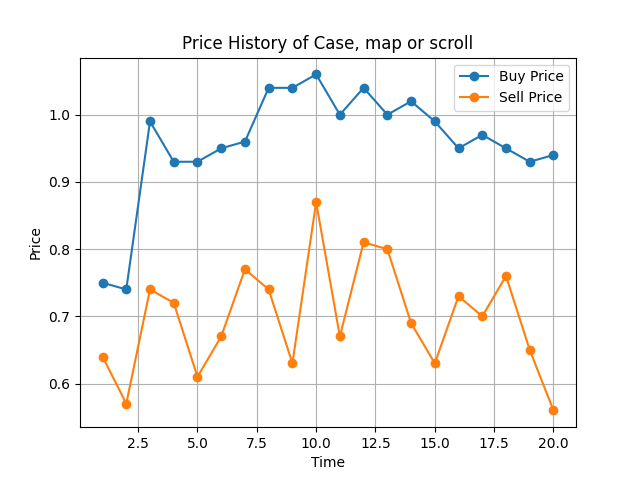 Price History of Case, map or scroll
Buy Price
Sell Price
1.0
0.9
0.8
0.7
0.6
Price
2.5 5.0 7.5 10.0 12.5 15.0 17.5 20.0
Time